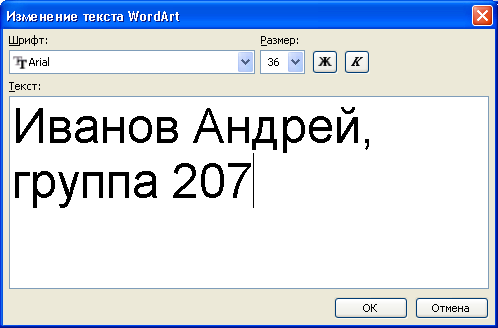 Изменение текста WordArt
Шрифт:
Размер:
Arial
36
Ж
К
Текст:
Иванов Андрей,
группа 207
ОК
Отмена